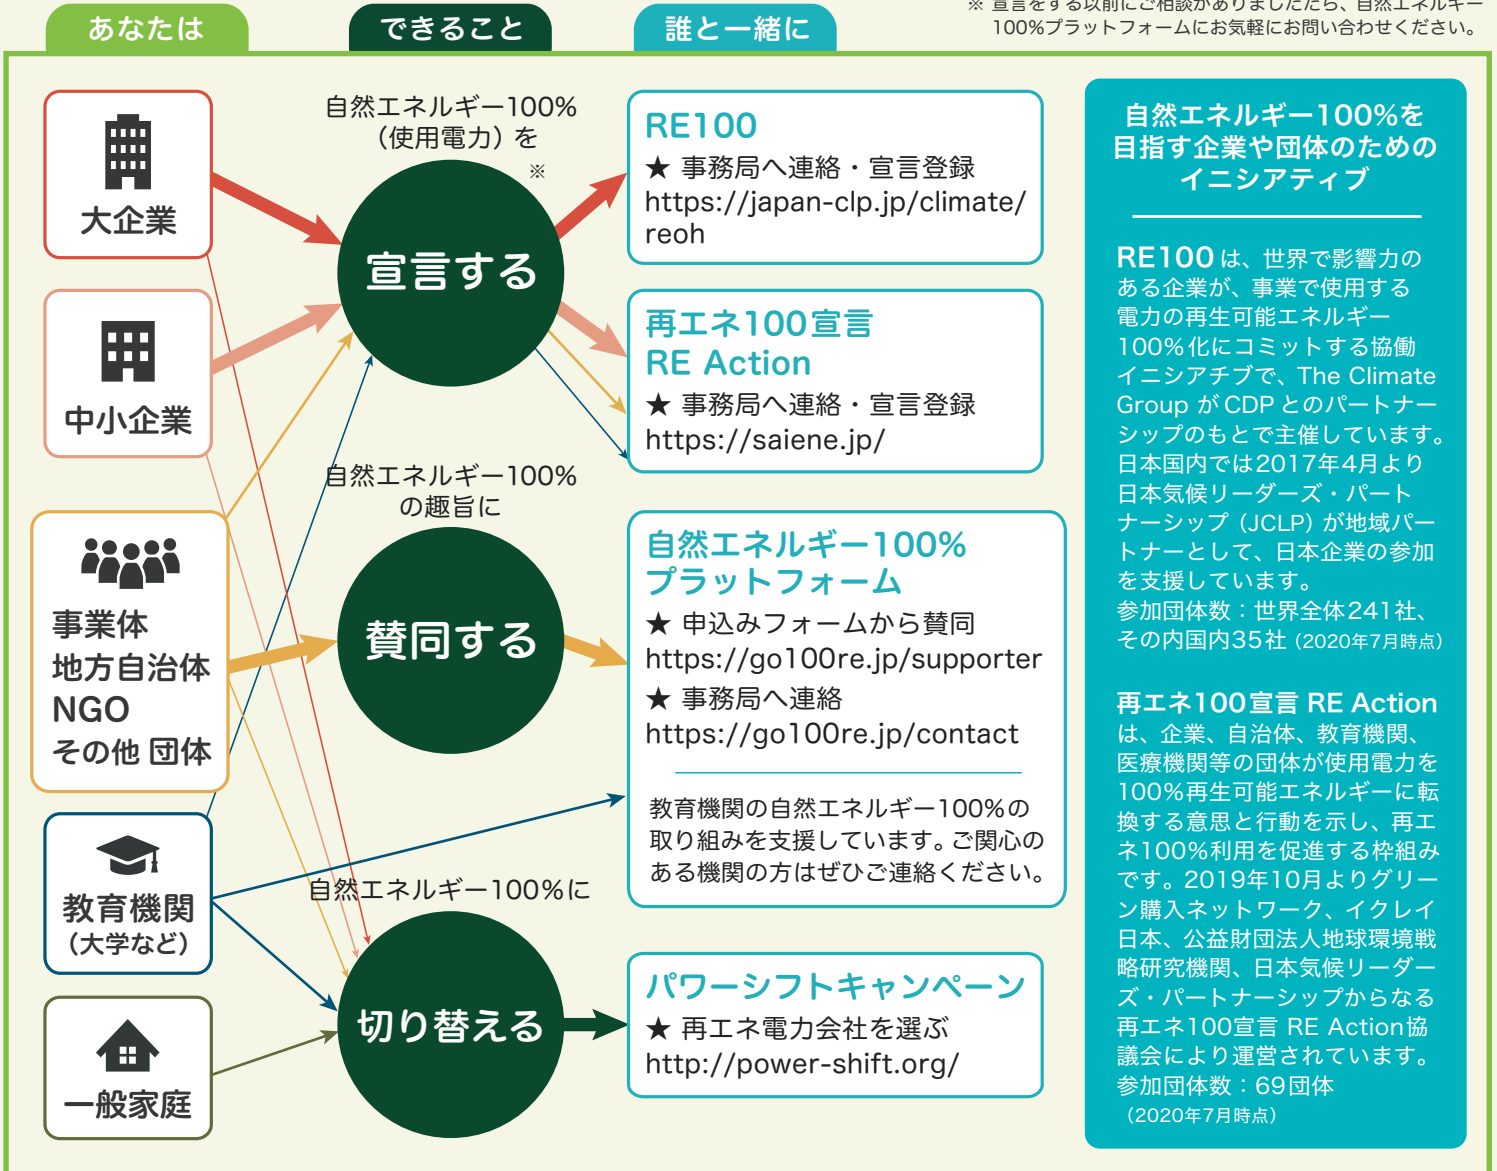 あなたは
できること
誰と一緒に
※ 宣言をする以前にご相談がありましただら、自然エネルギー
100%プラットフォームにお気軽にお問い合わせください。
大企業
中小企業
事業体
地方自治体
NGO
その他 団体
教育機関
（大学など）
一般家庭
自然エネルギー100%
（使用電力）を
※
宣言する
自然エネルギー100%
の趣旨に
賛同する
自然エネルギー100%に
切り替える
RE100
★ 事務局へ連絡・宣言登録
https://japan-clp.jp/climate/
reoh
再エネ100宣言
RE Action
★ 事務局へ連絡・宣言登録
https://saiene.jp/
自然エネルギー100%
プラットフォーム
★ 申込みフォームから賛同
https://go100re.jp/supporter
★ 事務局へ連絡
https://go100re.jp/contact
教育機関の自然エネルギー100%の
取り組みを支援しています。ご関心の
ある機関の方はぜひご連絡ください。
パワーシフトキャンペーン
★ 再エネ電力会社を選ぶ
http://power-shift.org/
自然エネルギー100%を
目指す企業や団体のための
イニシアティブ
RE100 は、世界で影響力の
ある企業が、事業で使用する
電力の再生可能エネルギー
100%化にコミットする協働
イニシアチブで、The Climate
Group が CDP とのパートナー
シップのもとで主催しています。
日本国内では2017年4月より
日本気候リーダーズ・パート
ナーシップ（JCLP）が地域パー
トナーとして、日本企業の参加
を支援しています。
参加団体数：世界全体241社、
その内国内35社（2020年7月時点）
再エネ100宣言 RE Action
は、企業、自治体、教育機関、
医療機関等の団体が使用電力を
100%再生可能エネルギーに転
換する意思と行動を示し、再エ
ネ100%利用を促進する枠組み
です。2019年10月よりグリー
ン購入ネットワーク、イクレイ
日本、公益財団法人地球環境戦
略研究機関、日本気候リーダー
ズ・パートナーシップからなる
再エネ100宣言 RE Action協
議会により運営されています。
参加団体数：69団体
（2020年7月時点）